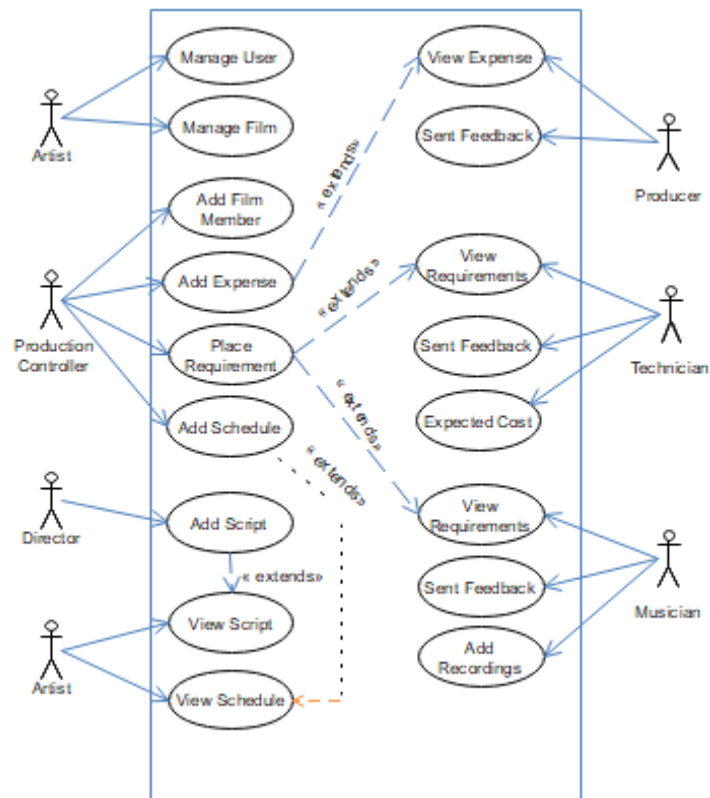 Manage User
Manage Film
Artist
Add Film
Member
Add Expense
Place
Requirement
Add Schedule
Production
Controller
Director
Add Script
« extends»
View Script
View Schedule
Artist
« extends»
« extends»
« extends»
« extends»
View Expense
Sent Feedback
Producer
View
Requirements
Sent Feedback
Expected Cost
Technician
View
Requirements
Sent Feedback
Add
Recordings
Musician